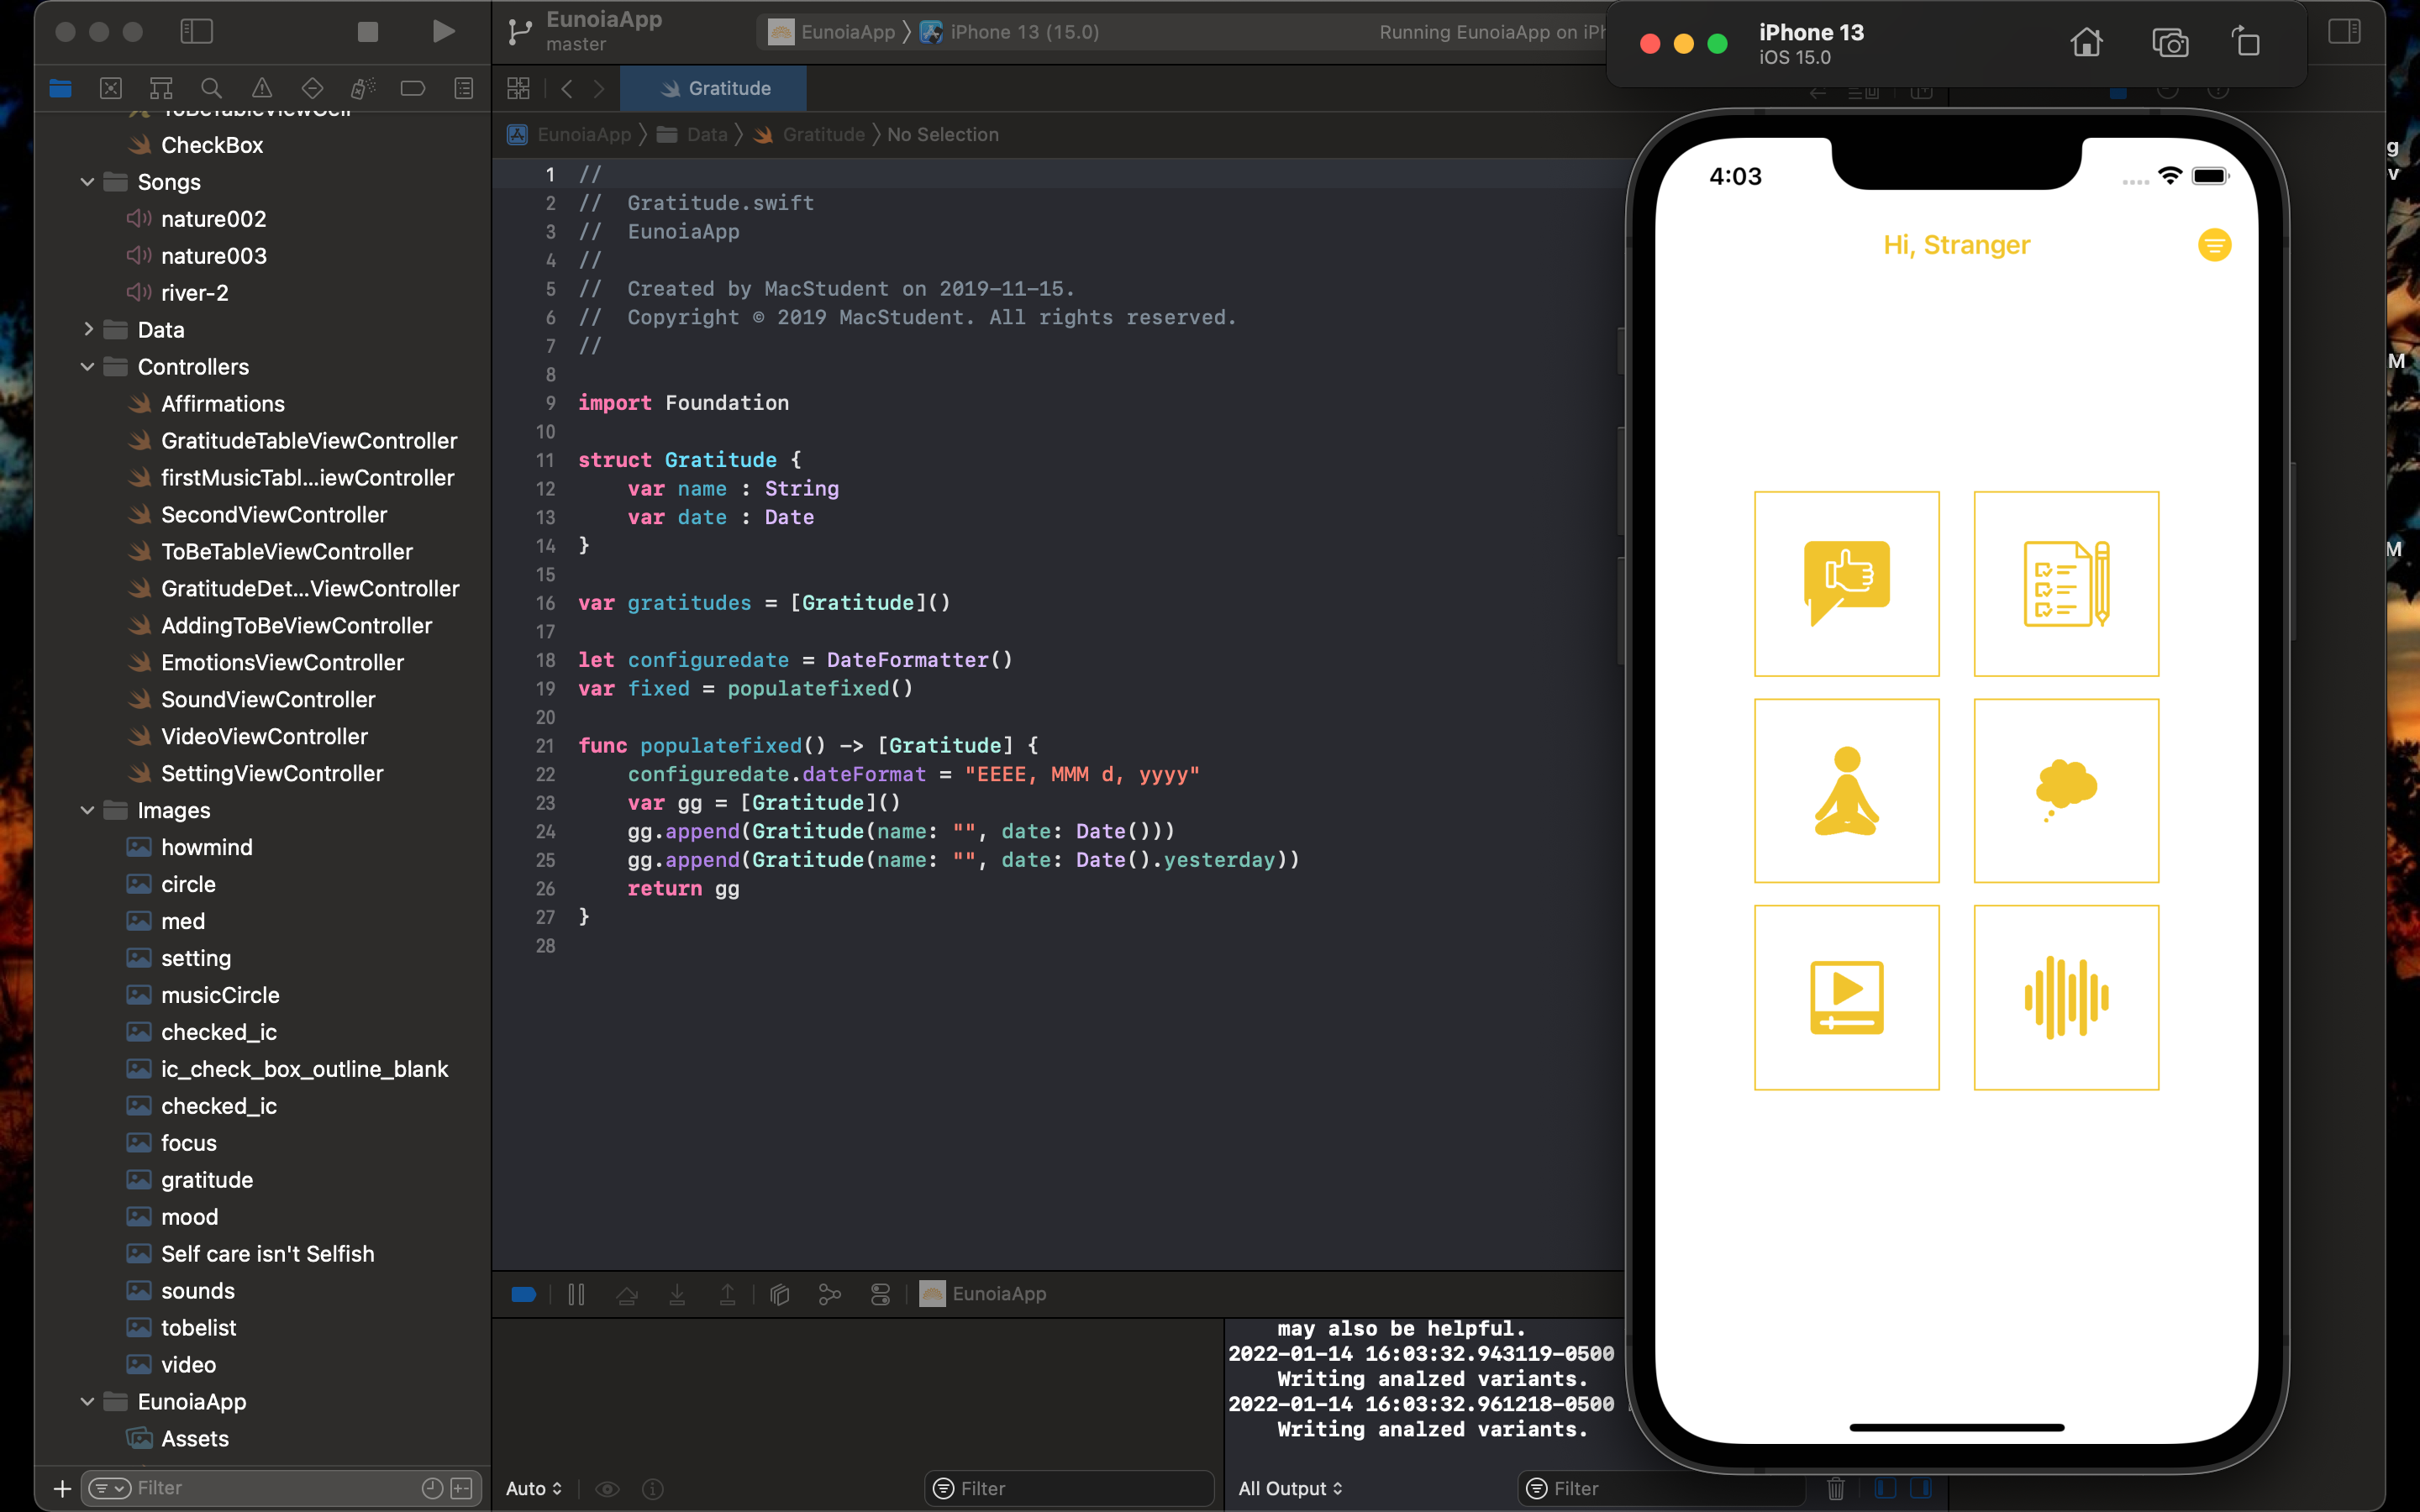 EunoiaApp
master
EunoiaApp
iPhone 13 (15.0)
Running EunoiaApp on iPh
iPhone 13
iOS 15.0
Gratitude
EunoiaApp
Data
Gratitude
No Selection
ToBeTableViewCell
CheckBox
Songs
nature002
nature003
river-2
Data
Controllers
Affirmations
GratitudeTableViewController
firstMusicTabl...iewController
SecondViewController
ToBeTableViewController
GratitudeDet...ViewController
AddingToBeViewController
EmotionsViewController
SoundViewController
VideoViewController
SettingViewController
Images
howmind
circle
med
setting
musicCircle
checked_ic
ic_check_box_outline_blank
checked_ic
focus
gratitude
mood
Self care isn't Selfish
sounds
tobelist
video
EunoiaApp
Assets
Filter
1 //
2 //  Gratitude.swift
3 //  EunoiaApp
4 //
5 //  Created by MacStudent on 2019-11-15.
6 //  Copyright © 2019 MacStudent. All rights reserved.
7 //
8
9 import Foundation
10
11 struct Gratitude {
12     var name : String
13     var date : Date
14 }
15
16 var gratitudes = [Gratitude]()
17
18 let configuredate = DateFormatter()
19 var fixed = populatefixed()
20
21 func populatefixed() -> [Gratitude] {
22     configuredate.dateFormat = "EEEE, MMM d, yyyy"
23     var gg = [Gratitude]()
24     gg.append(Gratitude(name: "", date: Date()))
25     gg.append(Gratitude(name: "", date: Date().yesterday))
26     return gg
27 }
28
EunoiaApp
may also be helpful.
2022-01-14 16:03:32.943119-0500
Writing analzed variants.
2022-01-14 16:03:32.961218-0500
Writing analzed variants.
Auto
Filter
All Output
Filter
4:03
Hi, Stranger
g
v
M
M